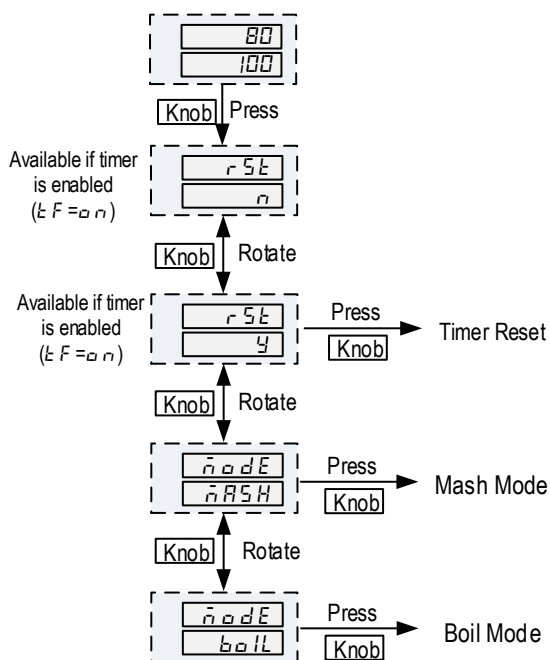 80
100
Knob Press
Available if timer
is enabled
(tF=on)
rSt
n
Knob Rotate
Available if timer
is enabled
(tF=on)
rSt
y
Press
Knob
Timer Reset
Knob Rotate
modE
mASH
Press
Knob
Mash Mode
Knob Rotate
modE
boIL
Press
Knob
Boil Mode